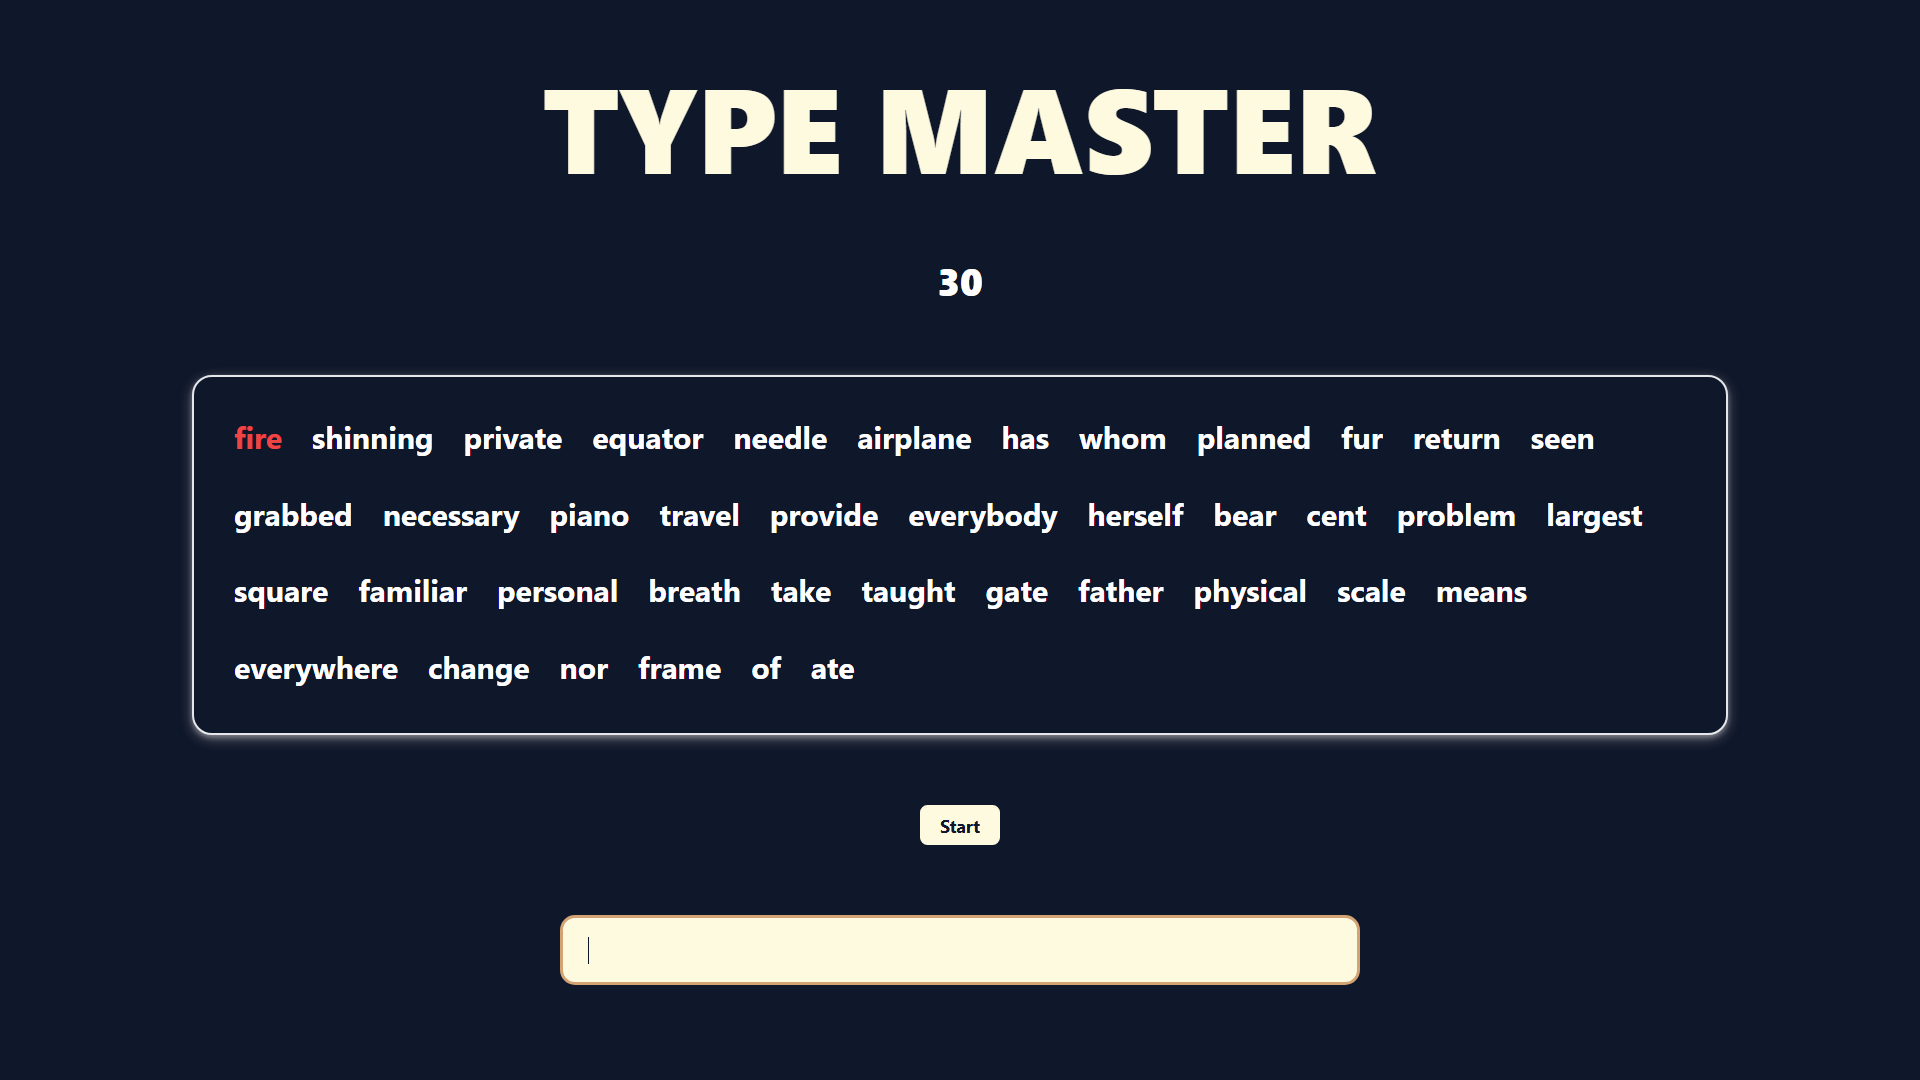 TYPE MASTER
30
fire shinning private equator needle airplane has whom planned fur return seen
grabbed necessary piano travel provide everybody herself bear cent problem largest
square familiar personal breath take taught gate father physical scale means
everywhere change nor frame of ate
Start